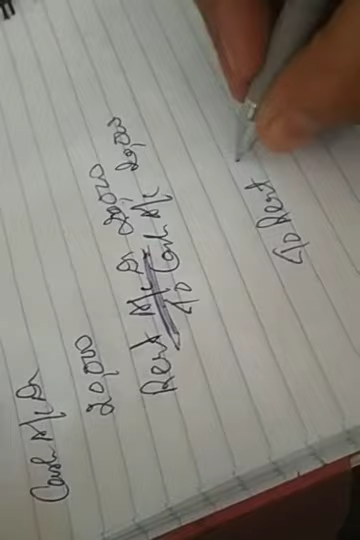 Cash A/c Dr
20,000
Rent A/c Dr 20,000
To Cash A/c 20,000
To Rent